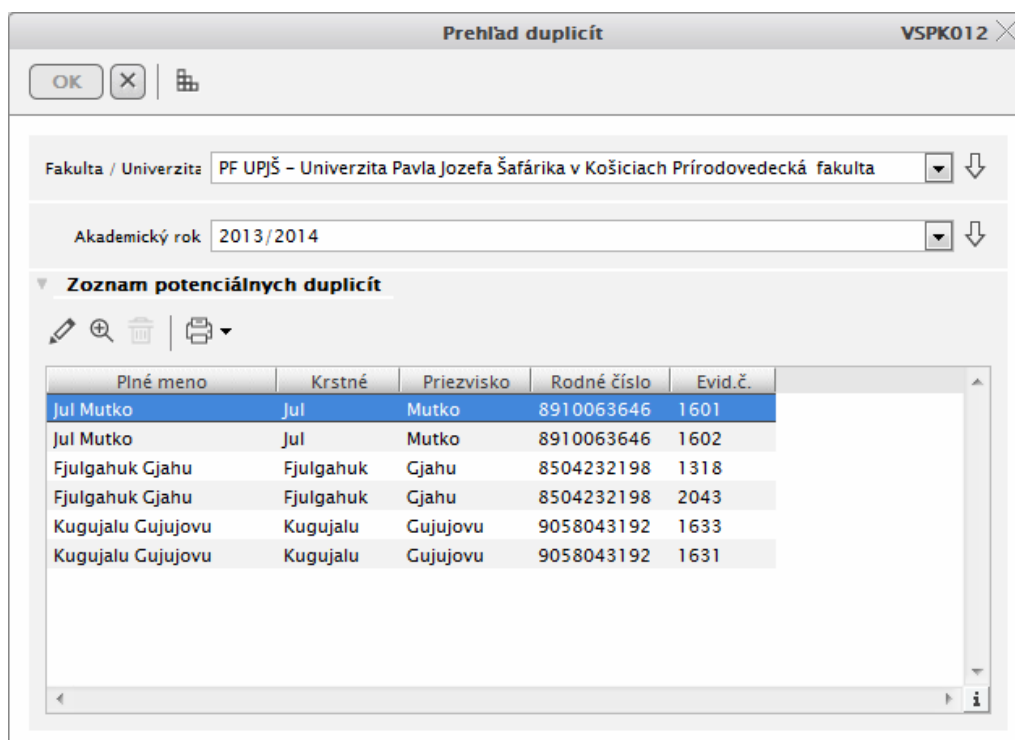 Prehľad duplicít VSPK012
OK
Fakulta / Univerzita PF UPJŠ – Univerzita Pavla Jozefa Šafárika v Košiciach Prírodovedecká fakulta
Akademický rok 2013/2014
Zoznam potenciálnych duplicít
Plné meno Krstné Priezvisko Rodné číslo Evid.č.
Jul Mutko Jul Mutko 8910063646 1601
Jul Mutko Jul Mutko 8910063646 1602
Fjulgahuk Gjahu Fjulgahuk Gjahu 8504232198 1318
Fjulgahuk Gjahu Fjulgahuk Gjahu 8504232198 2043
Kugujalu Gujujovu Kugujalu Gujujovu 9058043192 1633
Kugujalu Gujujovu Kugujalu Gujujovu 9058043192 1631